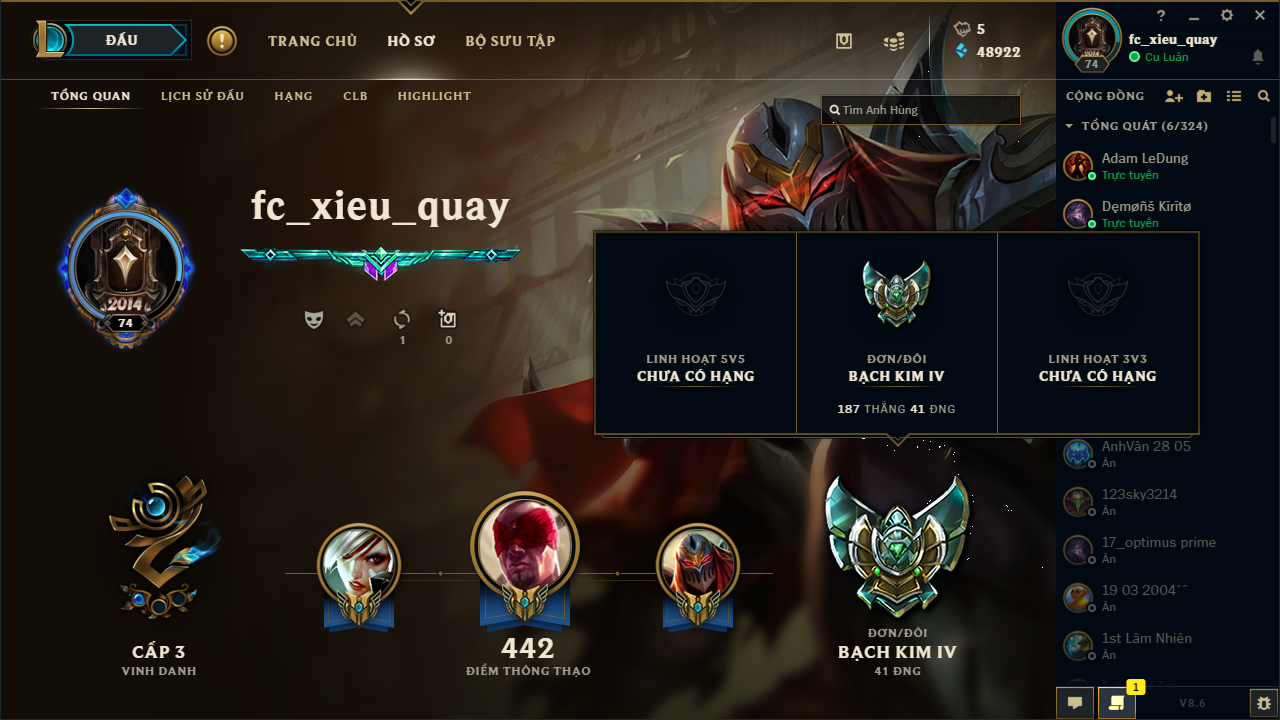 ĐẤU
TRANG CHỦ
HỒ SƠ
BỘ SƯU TẬP
5
48922
fc_xieu_quay
Cu Luân
2014
74
TỔNG QUAN
LỊCH SỬ ĐẤU
HẠNG
CLB
HIGHLIGHT
Tìm Anh Hùng
CỘNG ĐỒNG
TỔNG QUÁT (6/324)
Adam LeDung
Trực tuyến
Dẹmøñš Kïrïtø
Trực tuyến
fc_xieu_quay
2014
74
1
0
LINH HOẠT 5V5
CHƯA CÓ HẠNG
ĐƠN/ĐÔI
BẠCH KIM IV
187 THẮNG 41 ĐNG
LINH HOẠT 3V3
CHƯA CÓ HẠNG
AnhVân 28 05
Ẩn
123sky3214
Ẩn
17_optimus prime
Ẩn
19 03 2004ˆˆ
Ẩn
1st Lâm Nhiên
Ẩn
CẤP 3
VINH DANH
442
ĐIỂM THÔNG THẠO
ĐƠN/ĐÔI
BẠCH KIM IV
41 ĐNG
1
V8.6